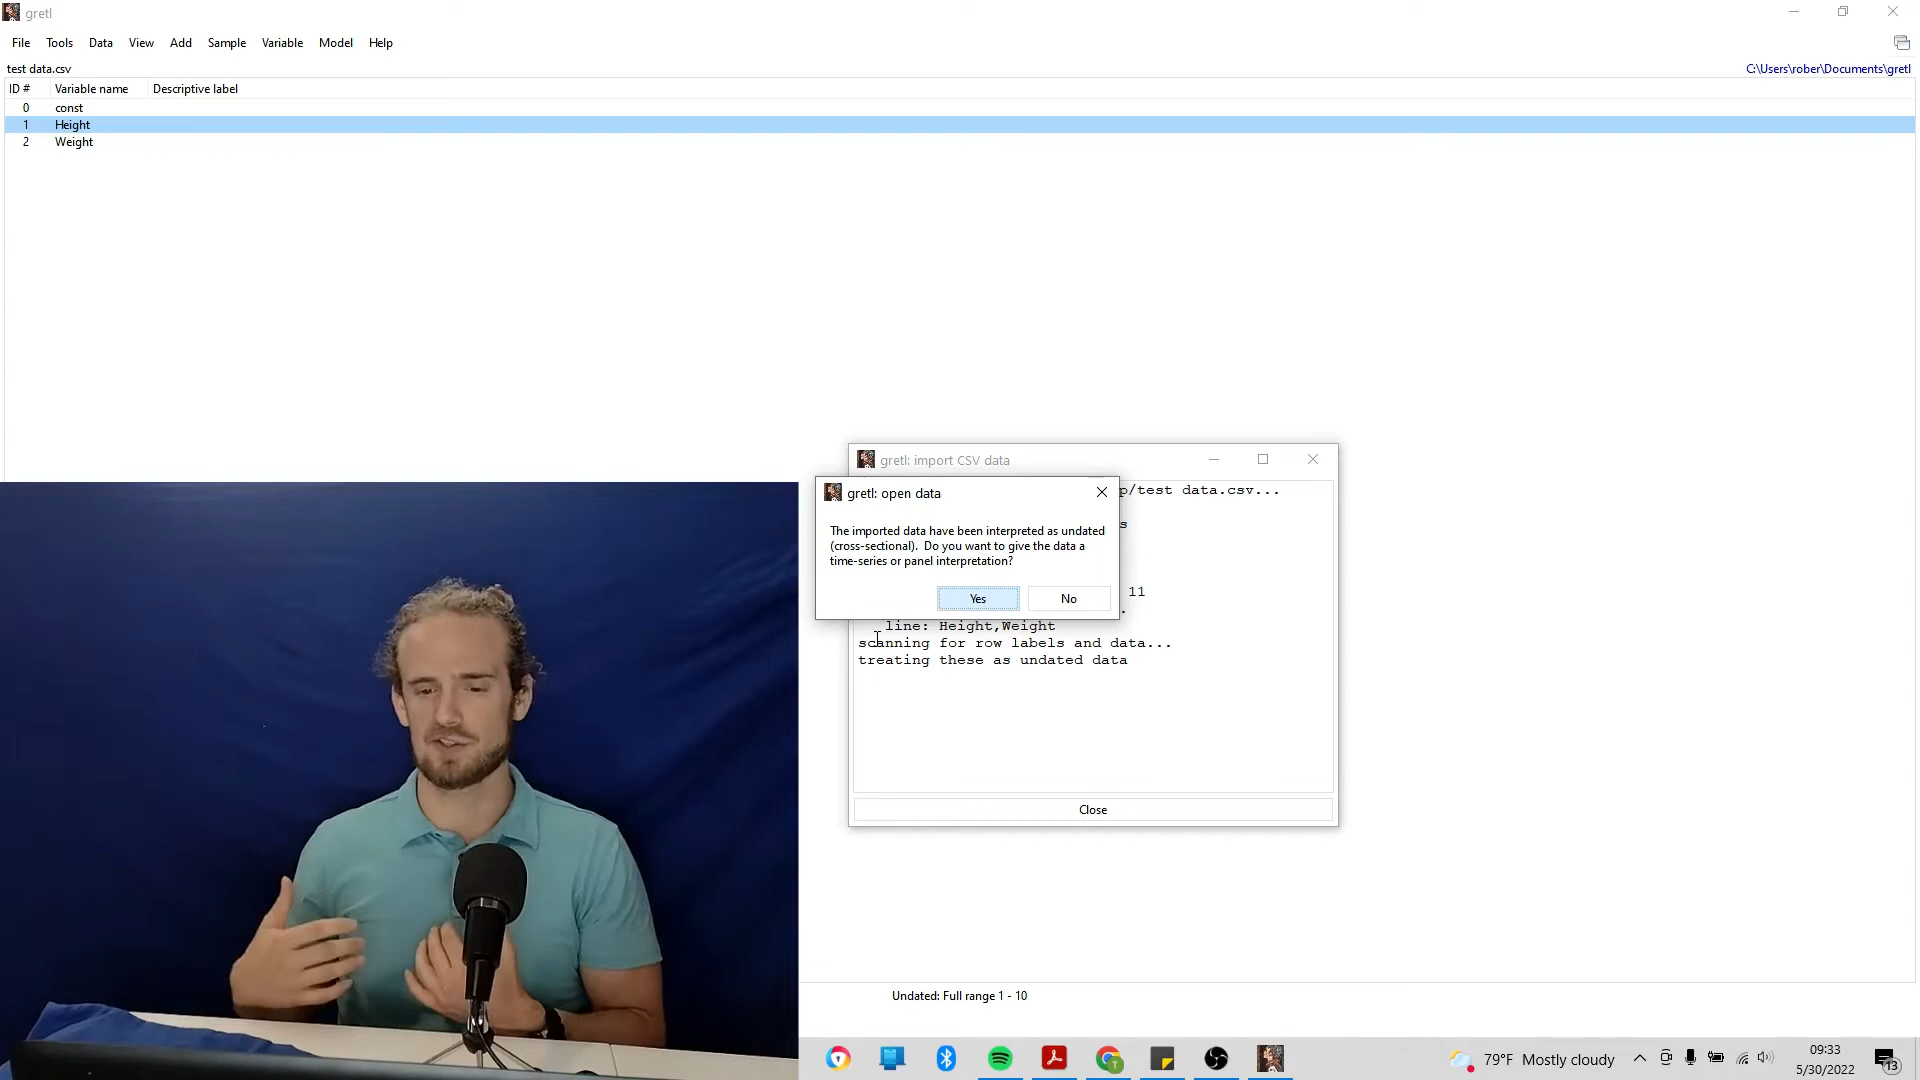 gretl
File Tools Data View Add Sample Variable Model Help
test data.csv C:\Users\rober\Documents\gretl
ID # Variable name Descriptive label
0 const
1 Height
2 Weight
gretl: import CSV data
p/test data.csv...
s
gretl: open data
The imported data have been interpreted as undated
(cross-sectional). Do you want to give the data a
time-series or panel interpretation?
11
.
Yes No
line: Height,Weight
scanning for row labels and data...
treating these as undated data
Close
Undated: Full range 1 - 10
79°F Mostly cloudy
09:33
5/30/2022
13